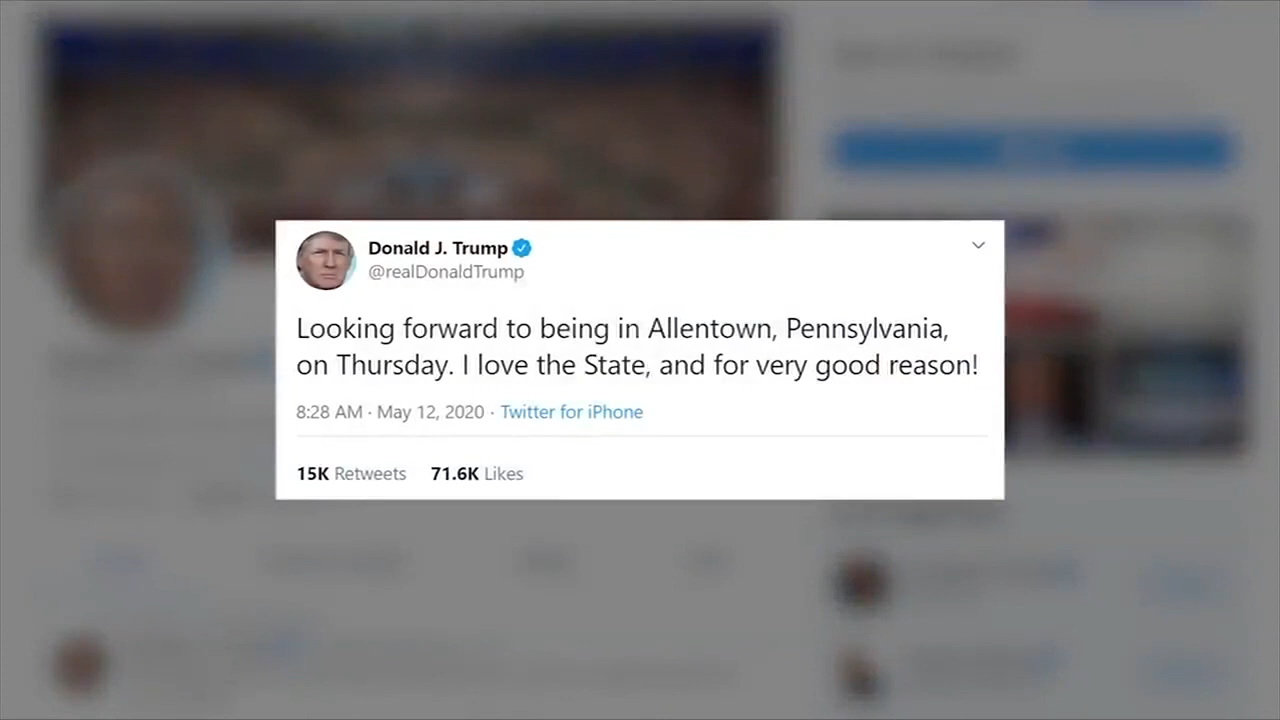 Donald J. Trump
@realDonaldTrump
Looking forward to being in Allentown, Pennsylvania,
on Thursday. I love the State, and for very good reason!
8:28 AM · May 12, 2020 · Twitter for iPhone
15K Retweets 71.6K Likes